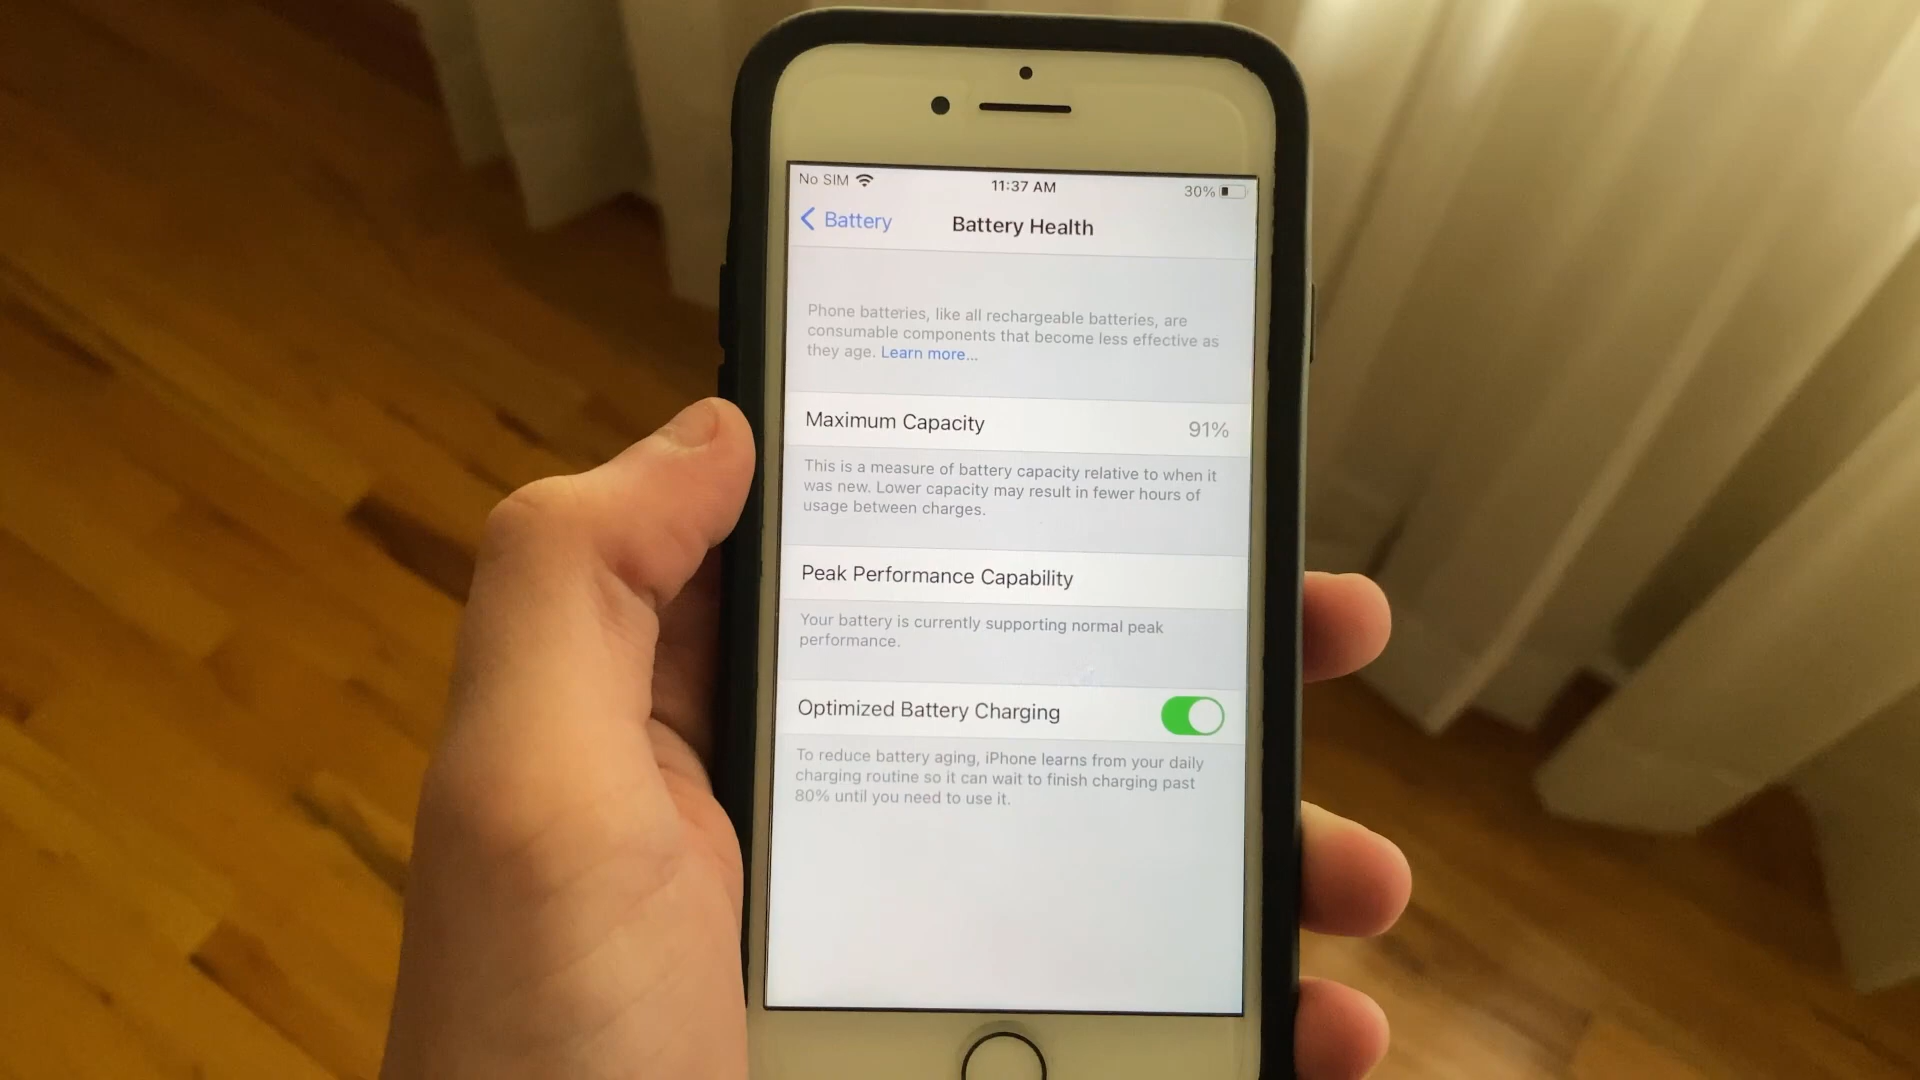 No SIM 11:37 AM 30%
Battery Battery Health
Phone batteries, like all rechargeable batteries, are
consumable components that become less effective as
they age. Learn more...
Maximum Capacity 91%
This is a measure of battery capacity relative to when it
was new. Lower capacity may result in fewer hours of
usage between charges.
Peak Performance Capability
Your battery is currently supporting normal peak
performance.
Optimized Battery Charging
To reduce battery aging, iPhone learns from your daily
charging routine so it can wait to finish charging past
80% until you need to use it.